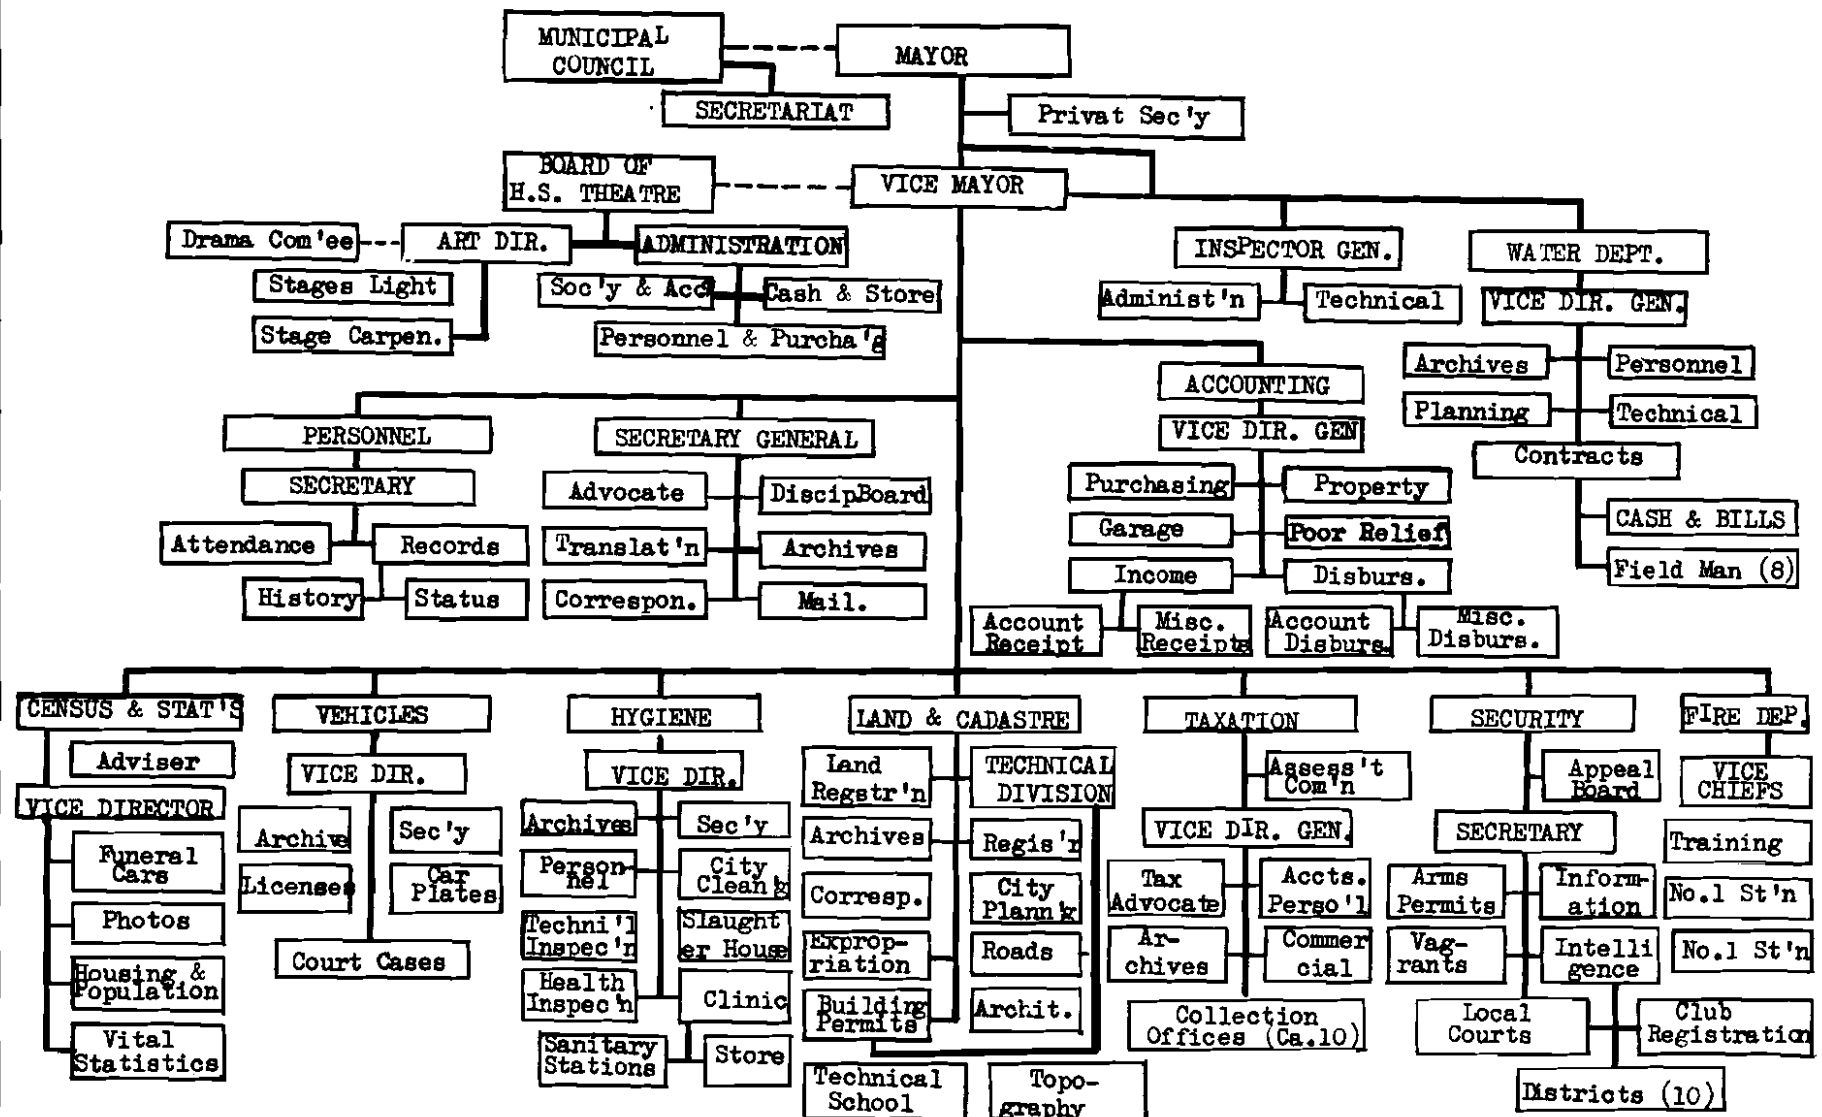 MUNICIPAL
COUNCIL
MAYOR
SECRETARIAT
Privat Sec'y
BOARD OF
H.S. THEATRE
VICE MAYOR
Drama Com'ee
ART DIR.
ADMINISTRATION
INSPECTOR GEN.
WATER DEPT.
Stages Light
Soc'y & Acc
Cash & Store
Administ'n
Technical
VICE DIR. GEN.
Stage Carpen.
Personnel & Purcha'g
Archives
Personnel
ACCOUNTING
Planning
Technical
PERSONNEL
SECRETARY GENERAL
VICE DIR. GEN
Contracts
SECRETARY
Advocate
DiscipBoard
Purchasing
Property
CASH & BILLS
Attendance
Records
Translat'n
Archives
Garage
Poor Relief
Field Man (8)
History
Status
Correspon.
Mail.
Income
Disburs.
Account
Receipt
Misc.
Receipts
Account
Disburs.
Misc.
Disburs.
CENSUS & STAT'S
VEHICLES
HYGIENE
LAND & CADASTRE
TAXATION
SECURITY
FIRE DEP.
Adviser
VICE DIR.
VICE DIR.
Land
Regstr'n
TECHNICAL
DIVISION
Assess't
Com'n
Appeal
Board
VICE
CHIEFS
VICE DIRECTOR
Archive
Sec'y
Archives
Sec'y
Archives
Regis'r
VICE DIR. GEN.
SECRETARY
Training
Funeral
Cars
Licenses
Car
Plates
Person
nel
City
Clean'g
Corresp.
City
Plann'g
Tax
Advocate
Accts.
Perso'l
Arms
Permits
Inform-
ation
No.1 St'n
Photos
Court Cases
Techni'l
Inspec'n
Slaught
er House
Exprop-
riation
Roads
Ar-
chives
Commer
cial
Vag-
rants
Intelli
gence
No.1 St'n
Housing &
Population
Health
Inspec'n
Clinic
Building
Permits
Archit.
Collection
Offices (Ca.10)
Local
Courts
Club
Registration
Vital
Statistics
Sanitary
Stations
Store
Technical
School
Topo-
graphy
Districts (10)